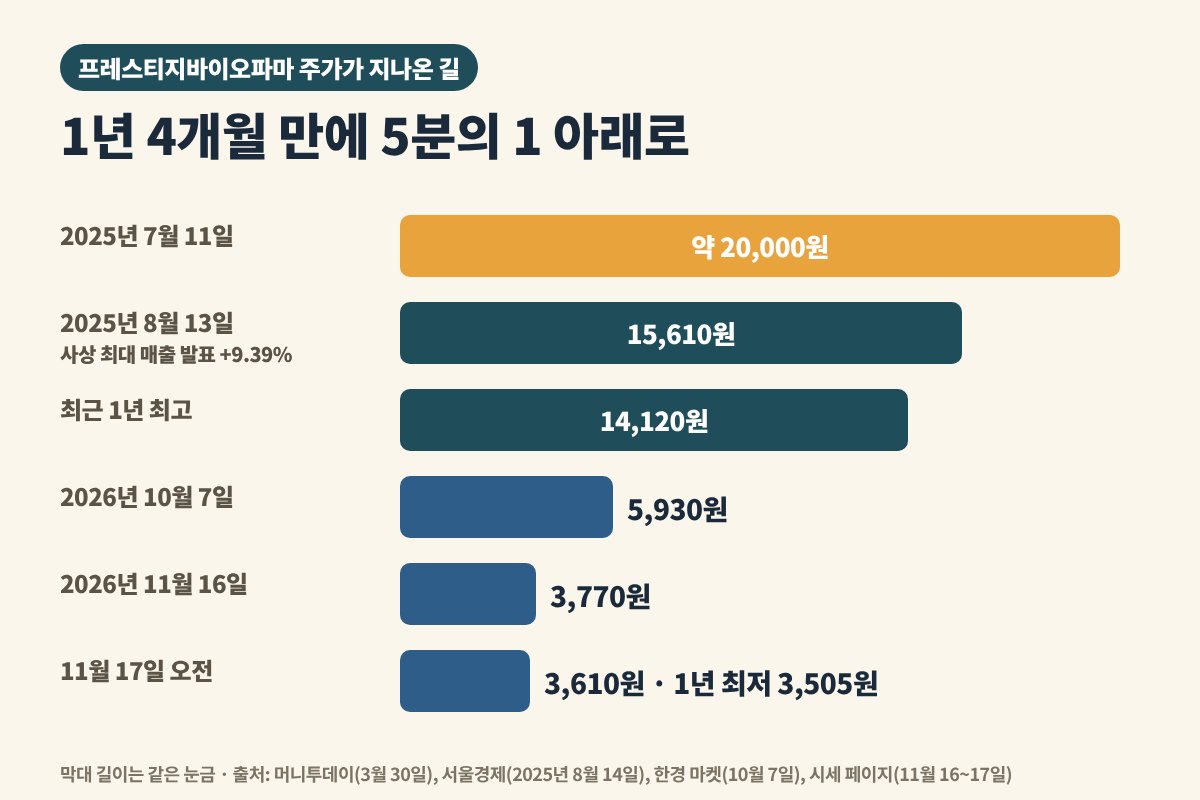 프레스티지바이오파마 주가가 지나온 길
1년 4개월 만에 5분의 1 아래로
2025년 7월 11일
약 20,000원
2025년 8월 13일
사상 최대 매출 발표 +9.39%
15,610원
최근 1년 최고
14,120원
2026년 10월 7일
5,930원
2026년 11월 16일
3,770원
11월 17일 오전
3,610원 · 1년 최저 3,505원
막대 길이는 같은 눈금 · 출처: 머니투데이(3월 30일), 서울경제(2025년 8월 14일), 한경 마켓(10월 7일), 시세 페이지(11월 16~17일)